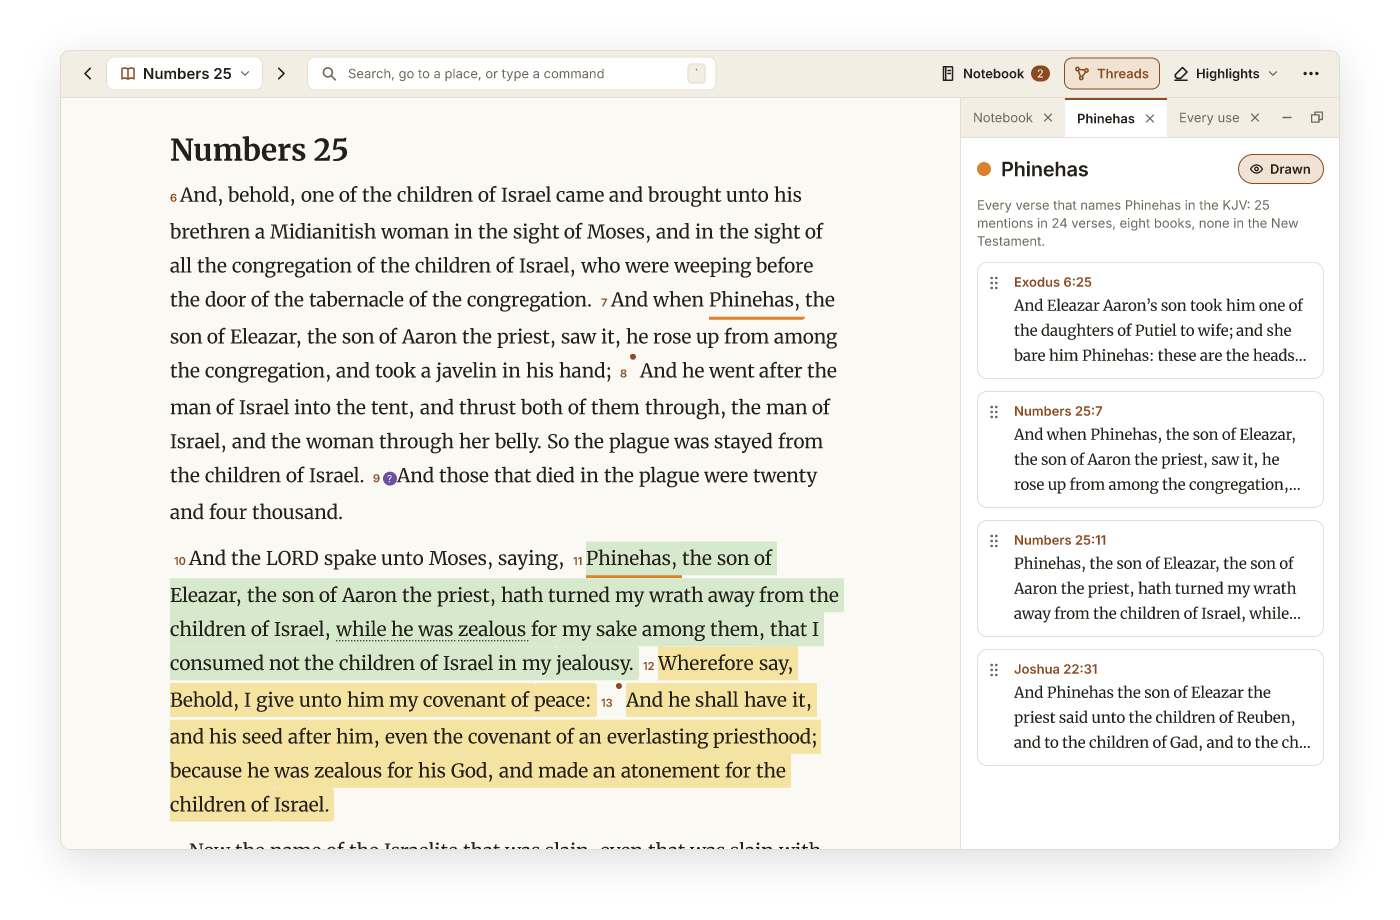 Numbers 25
Search, go to a place, or type a command
`
Notebook 2
Threads
Highlights
Numbers 25
6 And, behold, one of the children of Israel came and brought unto his
brethren a Midianitish woman in the sight of Moses, and in the sight of
all the congregation of the children of Israel, who were weeping before
the door of the tabernacle of the congregation. 7 And when Phinehas, the
son of Eleazar, the son of Aaron the priest, saw it, he rose up from among
the congregation, and took a javelin in his hand; 8 And he went after the
man of Israel into the tent, and thrust both of them through, the man of
Israel, and the woman through her belly. So the plague was stayed from
the children of Israel. 9 ? And those that died in the plague were twenty
and four thousand.
10 And the LORD spake unto Moses, saying, 11 Phinehas, the son of
Eleazar, the son of Aaron the priest, hath turned my wrath away from the
children of Israel, while he was zealous for my sake among them, that I
consumed not the children of Israel in my jealousy. 12 Wherefore say,
Behold, I give unto him my covenant of peace: 13 And he shall have it,
and his seed after him, even the covenant of an everlasting priesthood;
because he was zealous for his God, and made an atonement for the
children of Israel.
Now the name of the Israelite that was slain, even that was slain with
Notebook
Phinehas
Every use
Phinehas
Drawn
Every verse that names Phinehas in the KJV: 25
mentions in 24 verses, eight books, none in the New
Testament.
Exodus 6:25
And Eleazar Aaron’s son took him one of
the daughters of Putiel to wife; and she
bare him Phinehas: these are the heads...
Numbers 25:7
And when Phinehas, the son of Eleazar,
the son of Aaron the priest, saw it, he
rose up from among the congregation,...
Numbers 25:11
Phinehas, the son of Eleazar, the son of
Aaron the priest, hath turned my wrath
away from the children of Israel, while...
Joshua 22:31
And Phinehas the son of Eleazar the
priest said unto the children of Reuben,
and to the children of Gad, and to the ch...